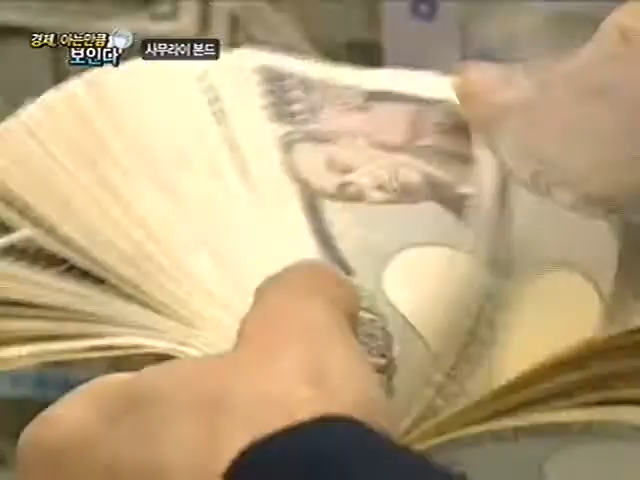 경제, 아는만큼
보인다
사무라이 본드